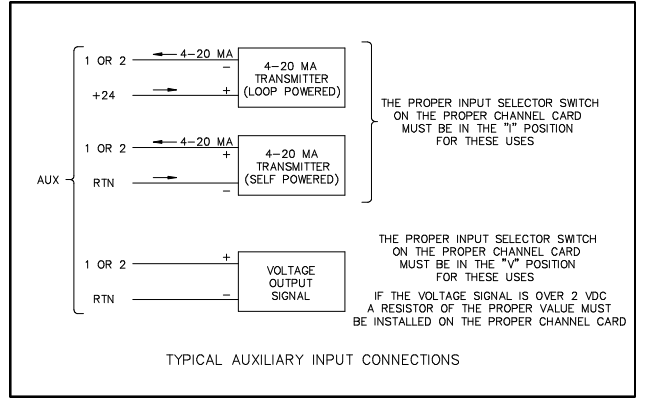 1 OR 2
4-20 MA
-
+24
+
4-20 MA
TRANSMITTER
(LOOP POWERED)
THE PROPER INPUT SELECTOR SWITCH
ON THE PROPER CHANNEL CARD
MUST BE IN THE "I" POSITION
FOR THESE USES
AUX
1 OR 2
4-20 MA
+
RTN
-
4-20 MA
TRANSMITTER
(SELF POWERED)
1 OR 2
+
RTN
-
VOLTAGE
OUTPUT
SIGNAL
THE PROPER INPUT SELECTOR SWITCH
ON THE PROPER CHANNEL CARD
MUST BE IN THE "V" POSITION
FOR THESE USES
IF THE VOLTAGE SIGNAL IS OVER 2 VDC
A RESISTOR OF THE PROPER VALUE MUST
BE INSTALLED ON THE PROPER CHANNEL CARD
TYPICAL AUXILIARY INPUT CONNECTIONS